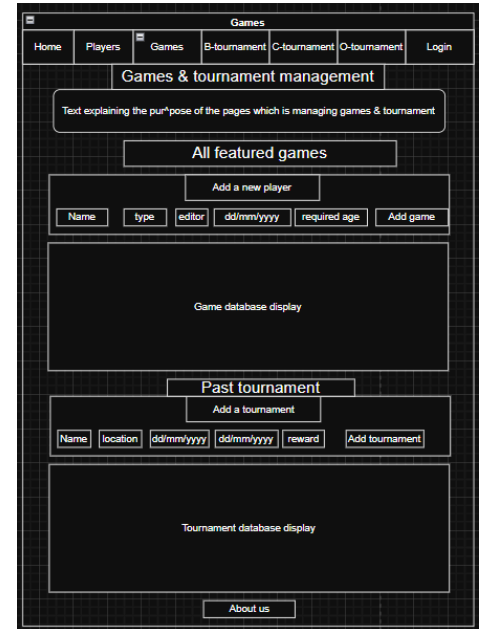 Games
Home Players Games B-tournament C-tournament O-tournament Login
Games & tournament management
Text explaining the pur^pose of the pages which is managing games & tournament
All featured games
Add a new player
Name type editor dd/mm/yyyy required age Add game
Game database display
Past tournament
Add a tournament
Name location dd/mm/yyyy dd/mm/yyyy reward Add tournament
Tournament database display
About us